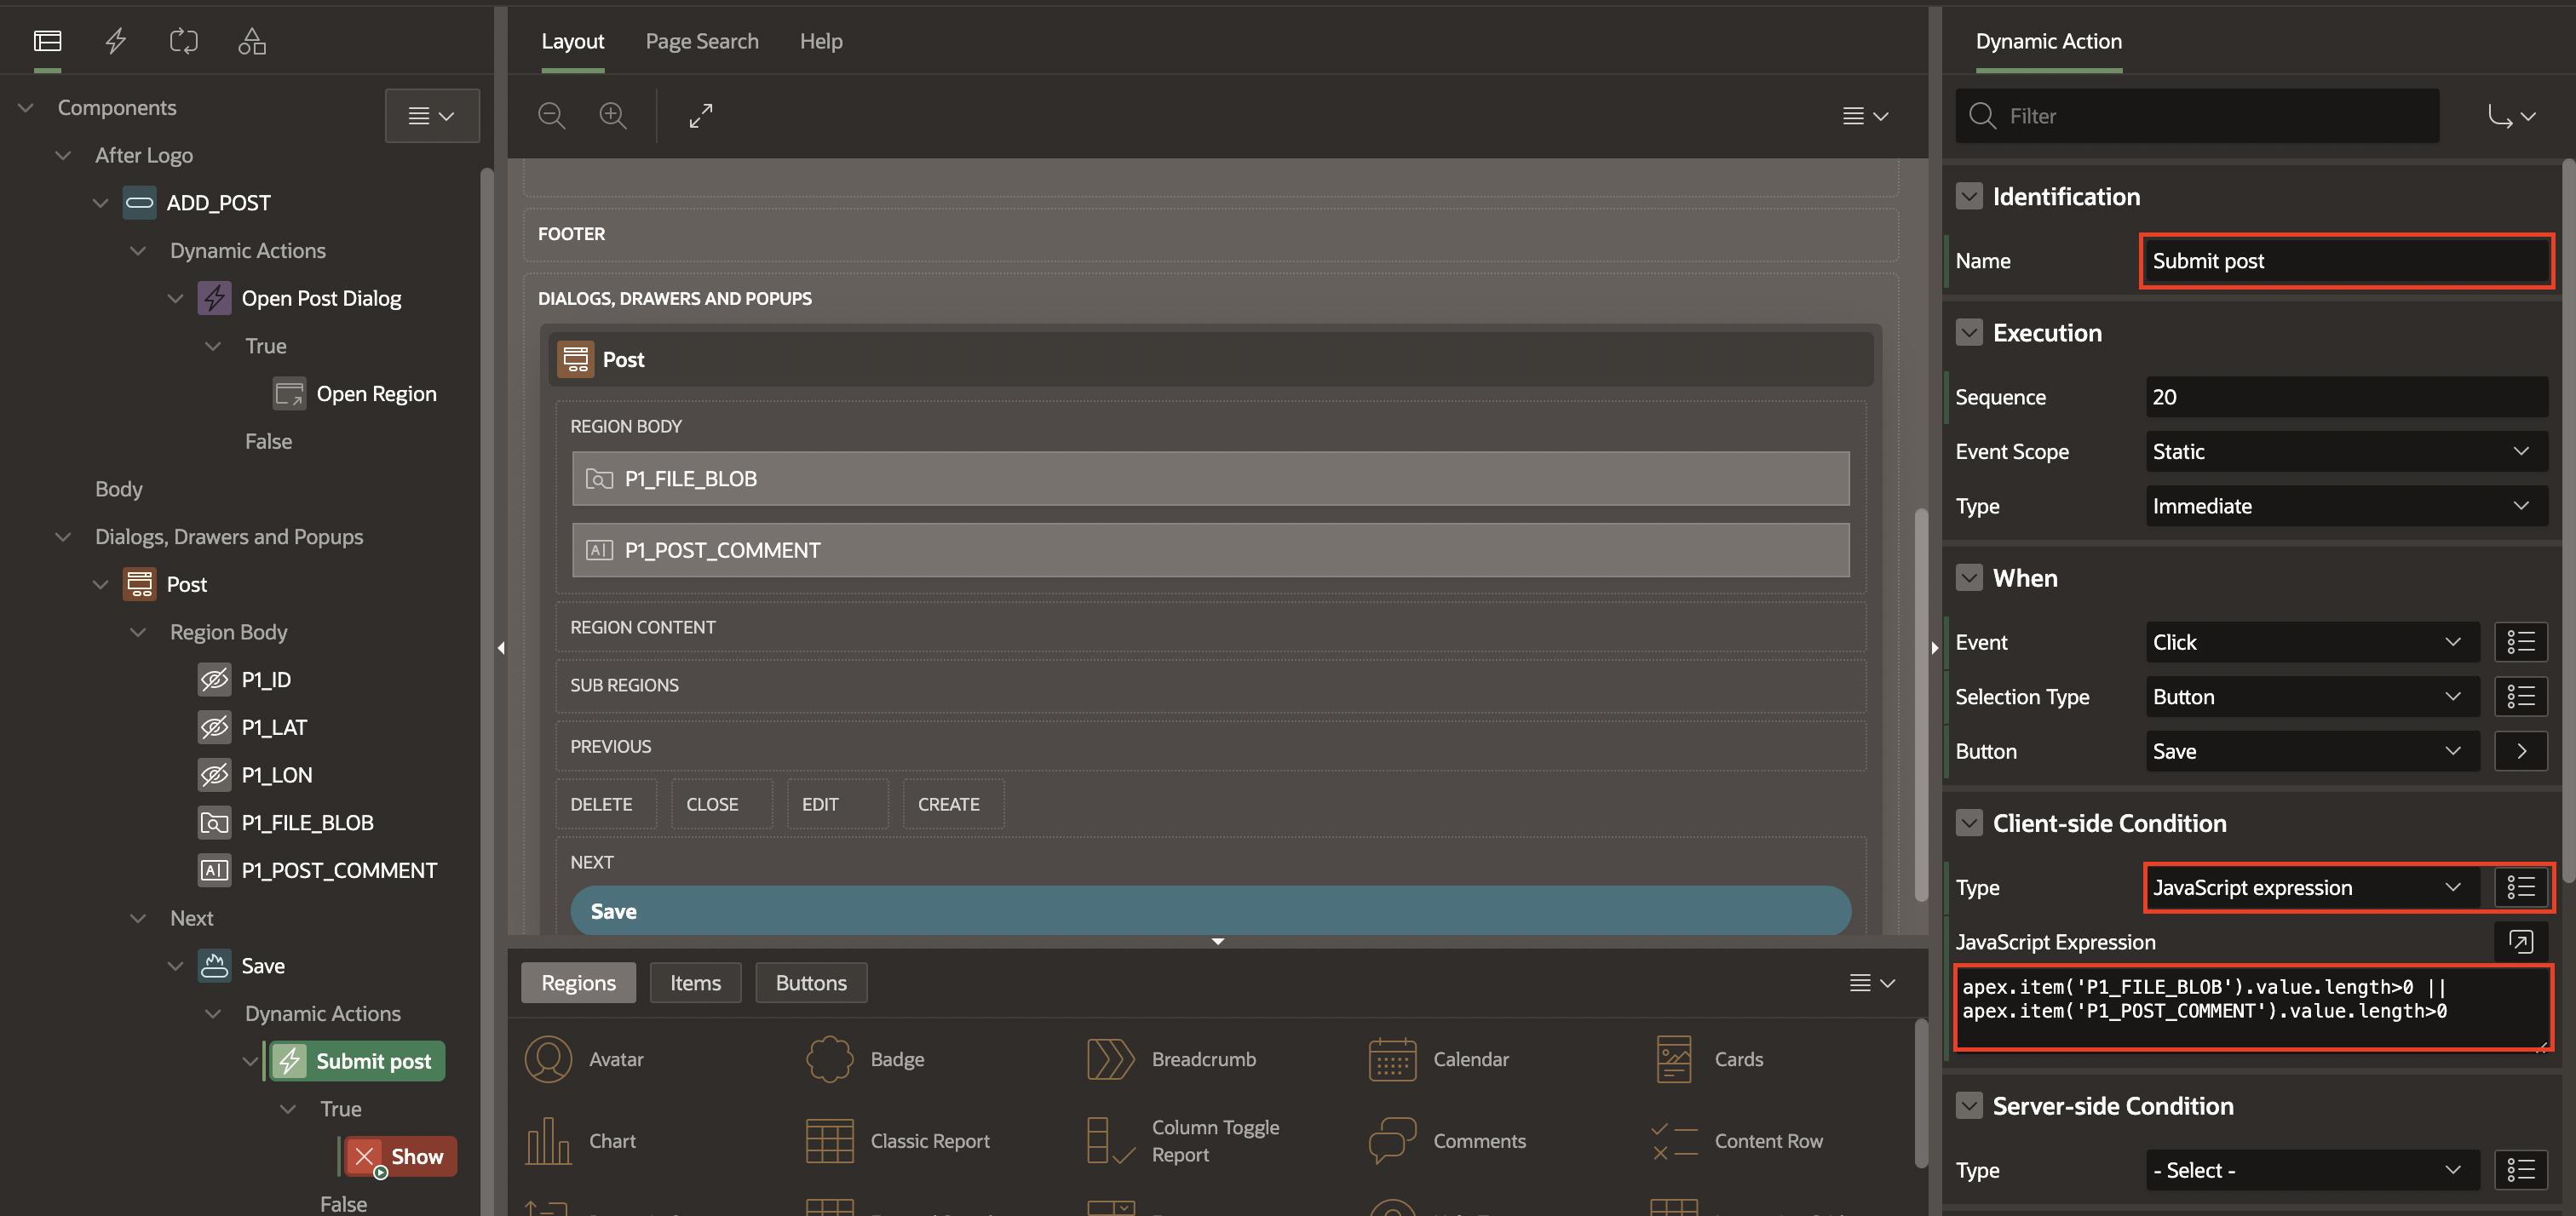 Components
After Logo
ADD_POST
Dynamic Actions
Open Post Dialog
True
Open Region
False
Body
Dialogs, Drawers and Popups
Post
Region Body
P1_ID
P1_LAT
P1_LON
P1_FILE_BLOB
P1_POST_COMMENT
Next
Save
Dynamic Actions
Submit post
True
Show
False
Layout
Page Search
Help
FOOTER
DIALOGS, DRAWERS AND POPUPS
Post
REGION BODY
P1_FILE_BLOB
P1_POST_COMMENT
REGION CONTENT
SUB REGIONS
PREVIOUS
DELETE
CLOSE
EDIT
CREATE
NEXT
Save
Regions
Items
Buttons
Avatar
Badge
Breadcrumb
Calendar
Cards
Chart
Classic Report
Column Toggle
Report
Comments
Content Row
Dynamic Action
Filter
Identification
Name
Submit post
Execution
Sequence
20
Event Scope
Static
Type
Immediate
When
Event
Click
Selection Type
Button
Button
Save
Client-side Condition
Type
JavaScript expression
JavaScript Expression
apex.item('P1_FILE_BLOB').value.length>0 ||
apex.item('P1_POST_COMMENT').value.length>0
Server-side Condition
Type
- Select -